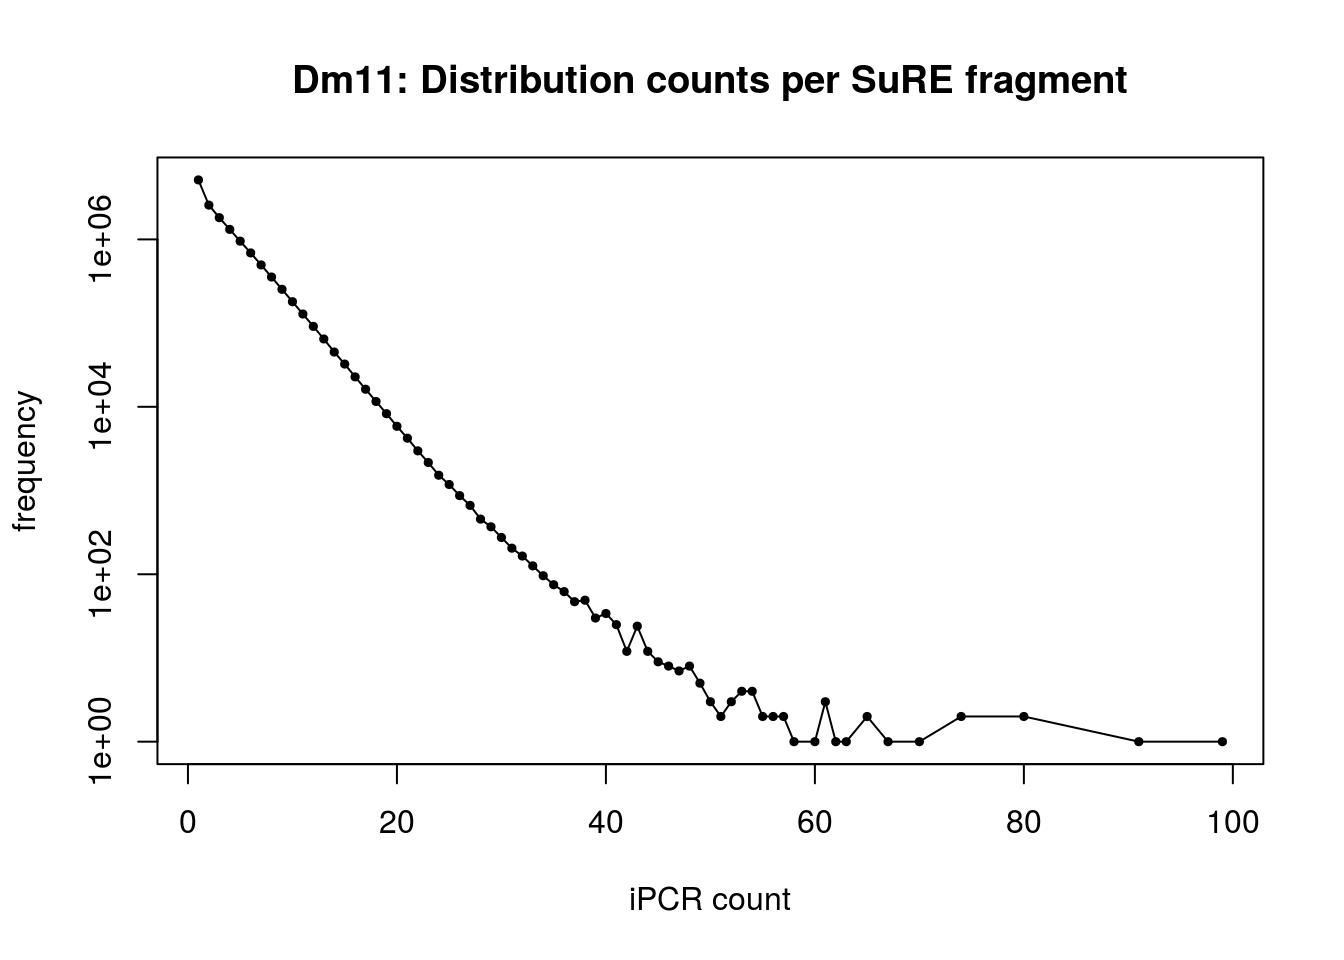 Dm11: Distribution counts per SuRE fragment
frequency
1e+06
1e+04
1e+02
1e+00
0 20 40 60 80 100
iPCR count